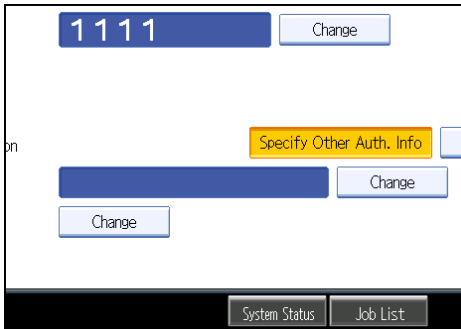 1111 Change
on Specify Other Auth. Info
Change
Change
System Status Job List